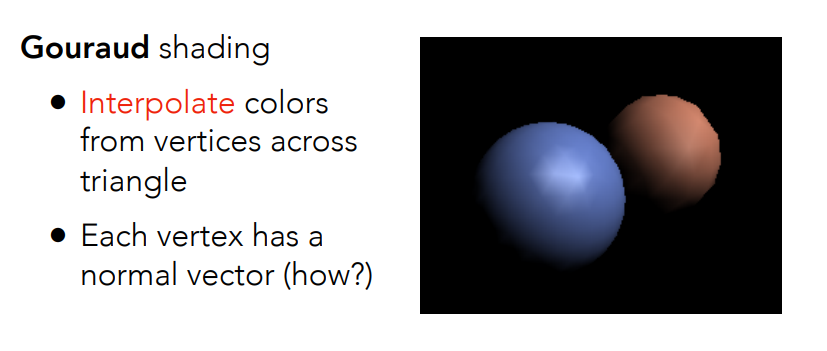 Gouraud shading
● Interpolate colors
from vertices across
triangle
● Each vertex has a
normal vector (how?)